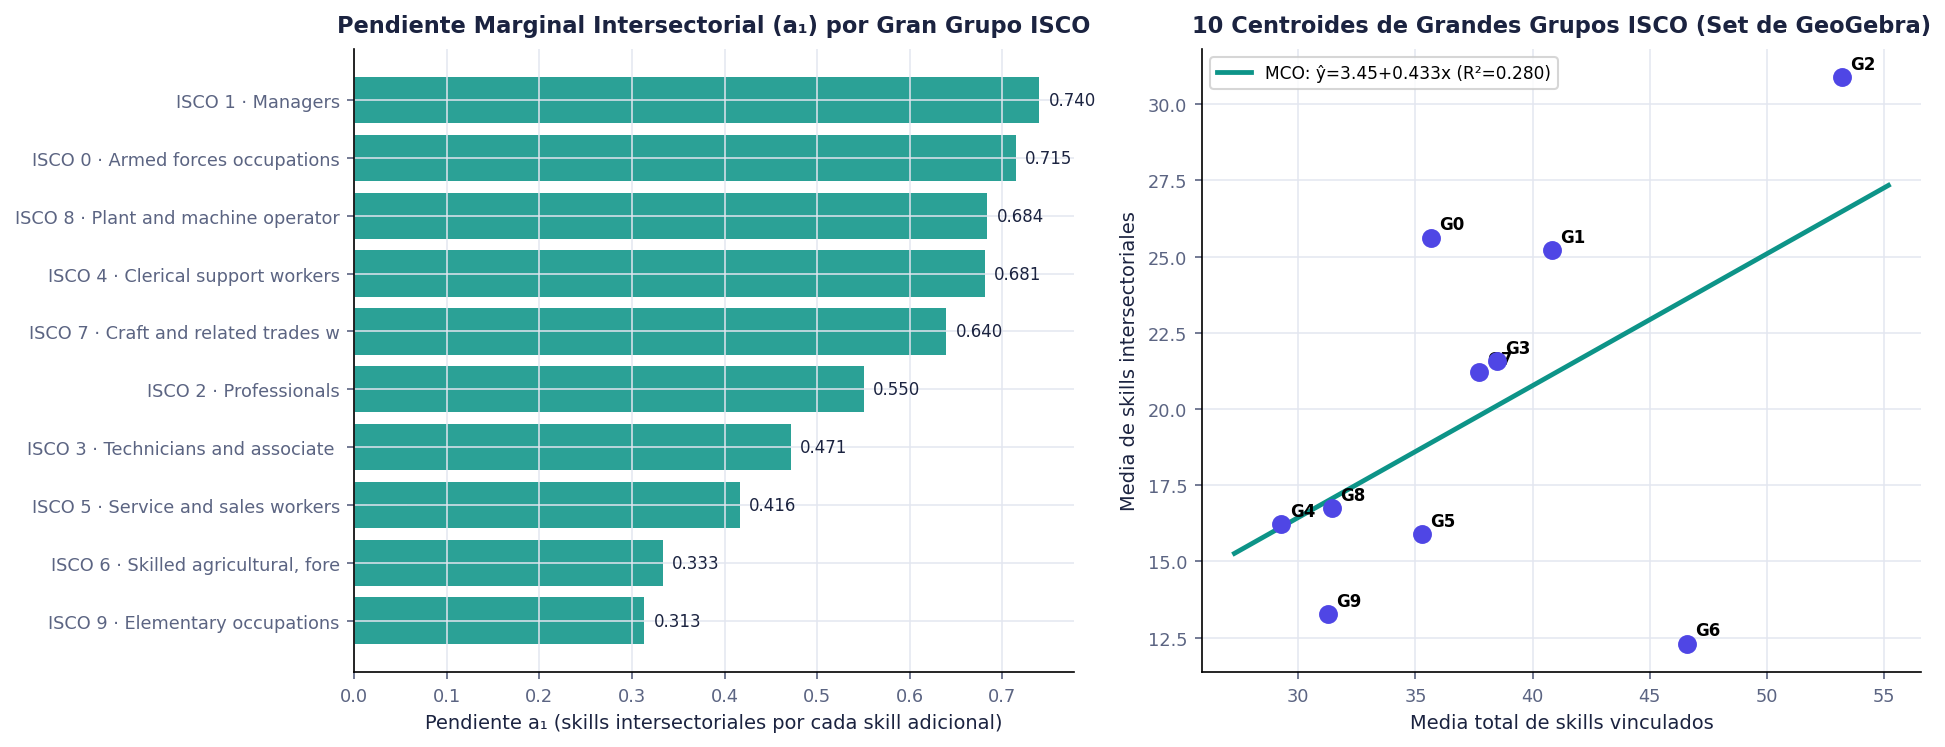 Pendiente Marginal Intersectorial (a₁) por Gran Grupo ISCO
ISCO 1 · Managers
0.740
ISCO 0 · Armed forces occupations
0.715
ISCO 8 · Plant and machine operator
0.684
ISCO 4 · Clerical support workers
0.681
ISCO 7 · Craft and related trades w
0.640
ISCO 2 · Professionals
0.550
ISCO 3 · Technicians and associate
0.471
ISCO 5 · Service and sales workers
0.416
ISCO 6 · Skilled agricultural, fore
0.333
ISCO 9 · Elementary occupations
0.313
0.0 0.1 0.2 0.3 0.4 0.5 0.6 0.7
Pendiente a₁ (skills intersectoriales por cada skill adicional)
10 Centroides de Grandes Grupos ISCO (Set de GeoGebra)
MCO: ŷ=3.45+0.433x (R²=0.280)
Media de skills intersectoriales
30.0
27.5
25.0
22.5
20.0
17.5
15.0
12.5
G2
G0
G1
G3
G8
G4
G5
G9
G6
30 35 40 45 50 55
Media total de skills vinculados